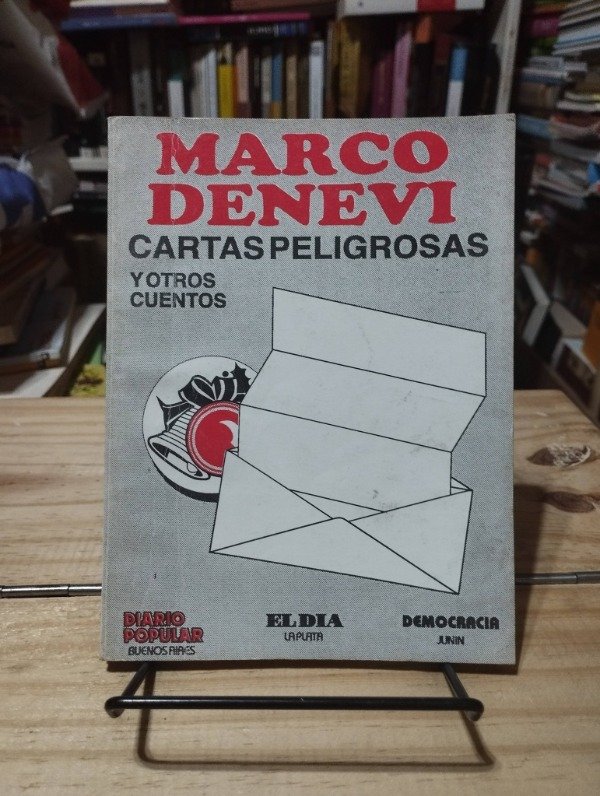 MARCO
DENEVI
CARTAS PELIGROSAS
Y OTROS
CUENTOS
DIARIO
POPULAR
BUENOS AIRES
EL DIA
LA PLATA
DEMOCRACIA
JUNIN